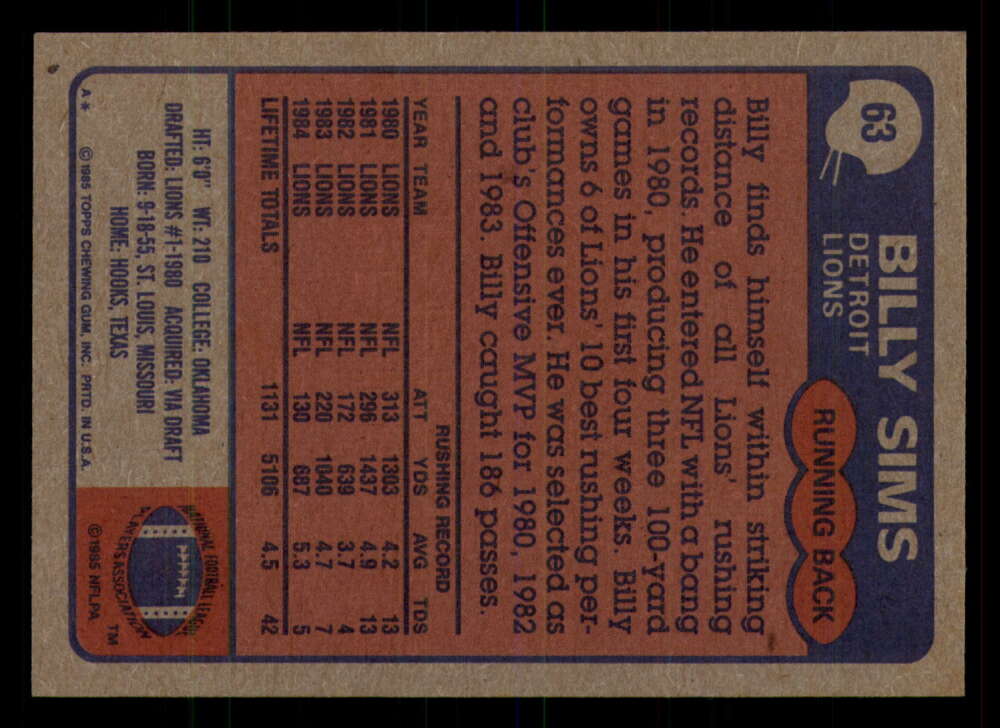 63
BILLY SIMS
DETROIT
LIONS
RUNNING BACK
Billy finds himself within striking
distance of all Lions' rushing
records. He entered NFL with a bang
in 1980, producing three 100-yard
games in his first four weeks. Billy
owns 6 of Lions' 10 best rushing per-
formances ever. He was selected as
club's Offensive MVP for 1980, 1982
and 1983. Billy caught 186 passes.
RUSHING RECORD
YEAR TEAM ATT YDS AVG TDS
1980 LIONS NFL 313 1303 4.2 13
1981 LIONS NFL 296 1437 4.9 13
1982 LIONS NFL 172 639 3.7 4
1983 LIONS NFL 220 1040 4.7 7
1984 LIONS NFL 130 687 5.3 5
LIFETIME TOTALS 1131 5106 4.5 42
HT: 6'0" WT: 210 COLLEGE: OKLAHOMA
DRAFTED: LIONS #1-1980 ACQUIRED: VIA DRAFT
BORN: 9-18-55, ST. LOUIS, MISSOURI
HOME: HOOKS, TEXAS
A* © 1985 TOPPS CHEWING GUM, INC. PRTD. IN U.S.A.
NATIONAL FOOTBALL LEAGUE
PLAYERS ASSOCIATION
TM
© 1985 NFLPA